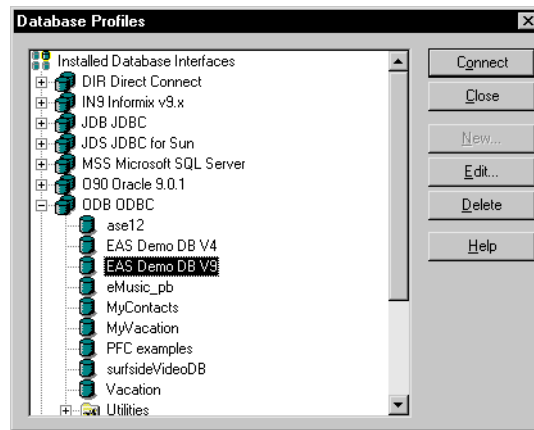 Database Profiles
Installed Database Interfaces
DIR Direct Connect
IN9 Informix v9.x
JDB JDBC
JDS JDBC for Sun
MSS Microsoft SQL Server
O90 Oracle 9.0.1
ODB ODBC
ase12
EAS Demo DB V4
EAS Demo DB V9
eMusic_pb
MyContacts
MyVacation
PFC examples
surfsideVideoDB
Vacation
Utilities
Connect
Close
New...
Edit...
Delete
Help